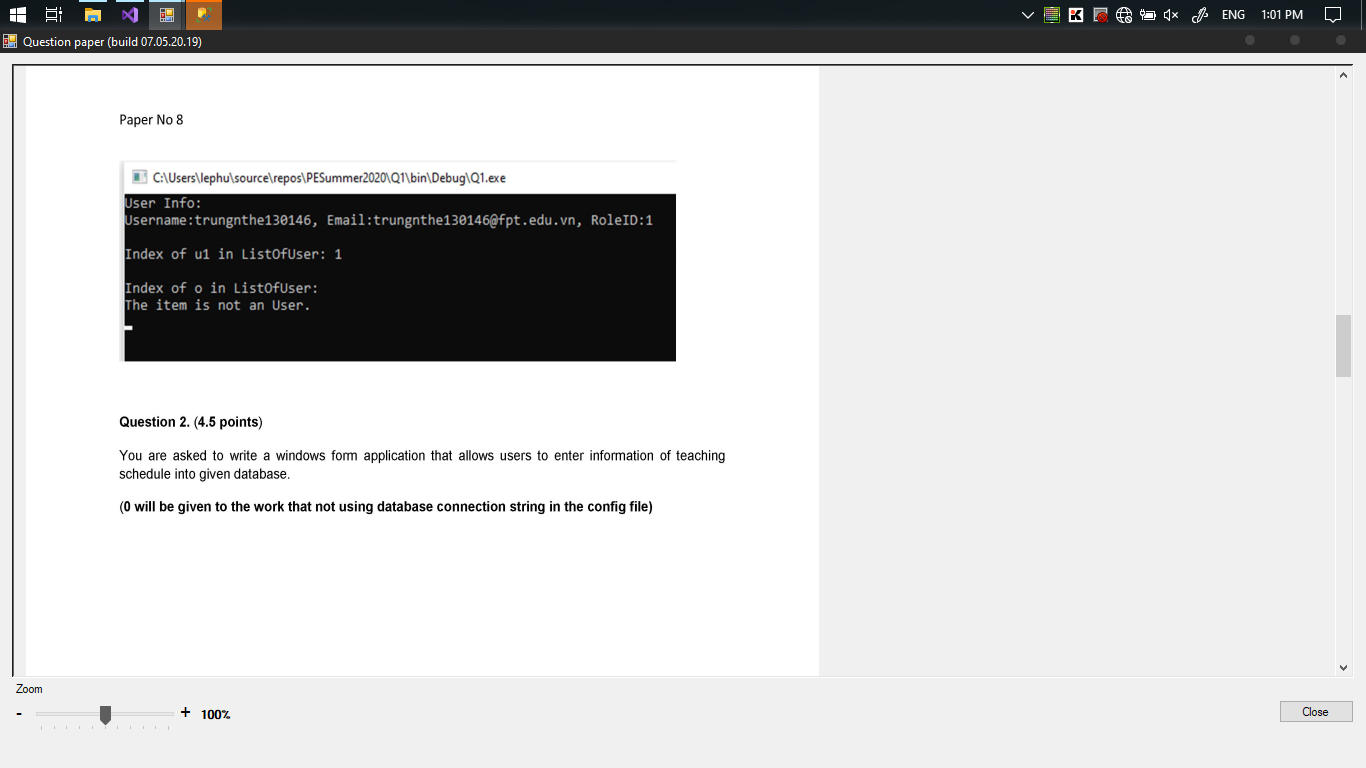 ENG 1:01 PM
Question paper (build 07.05.20.19)
Paper No 8
C:\Users\lephu\source\repos\PESummer2020\Q1\bin\Debug\Q1.exe
User Info:
Username:trungnthe130146, Email:trungnthe130146@fpt.edu.vn, RoleID:1
Index of u1 in ListOfUser: 1
Index of o in ListOfUser:
The item is not an User.
Question 2. (4.5 points)
You are asked to write a windows form application that allows users to enter information of teaching
schedule into given database.
(0 will be given to the work that not using database connection string in the config file)
Zoom
- + 100%
Close